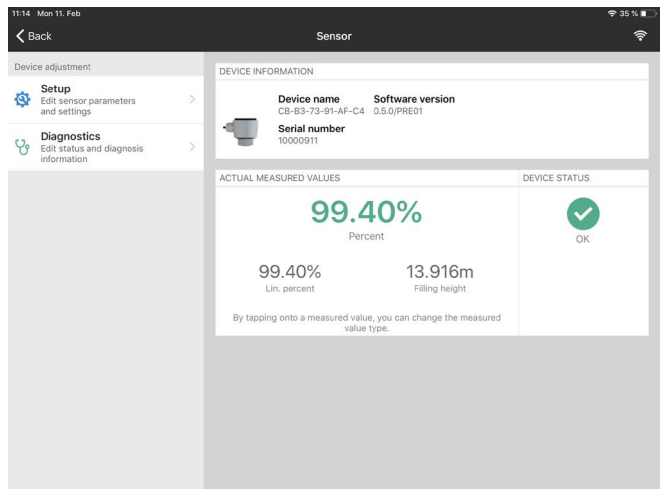 11:14 Mon 11. Feb
35 %
Back
Sensor
Device adjustment
Setup
Edit sensor parameters
and settings
Diagnostics
Edit status and diagnosis
information
DEVICE INFORMATION
Device name Software version
CB-B3-73-91-AF-C4 0.5.0/PRE01
Serial number
10000911
ACTUAL MEASURED VALUES
99.40%
Percent
99.40%
Lin. percent
13.916m
Filling height
By tapping onto a measured value, you can change the measured
value type.
DEVICE STATUS
OK